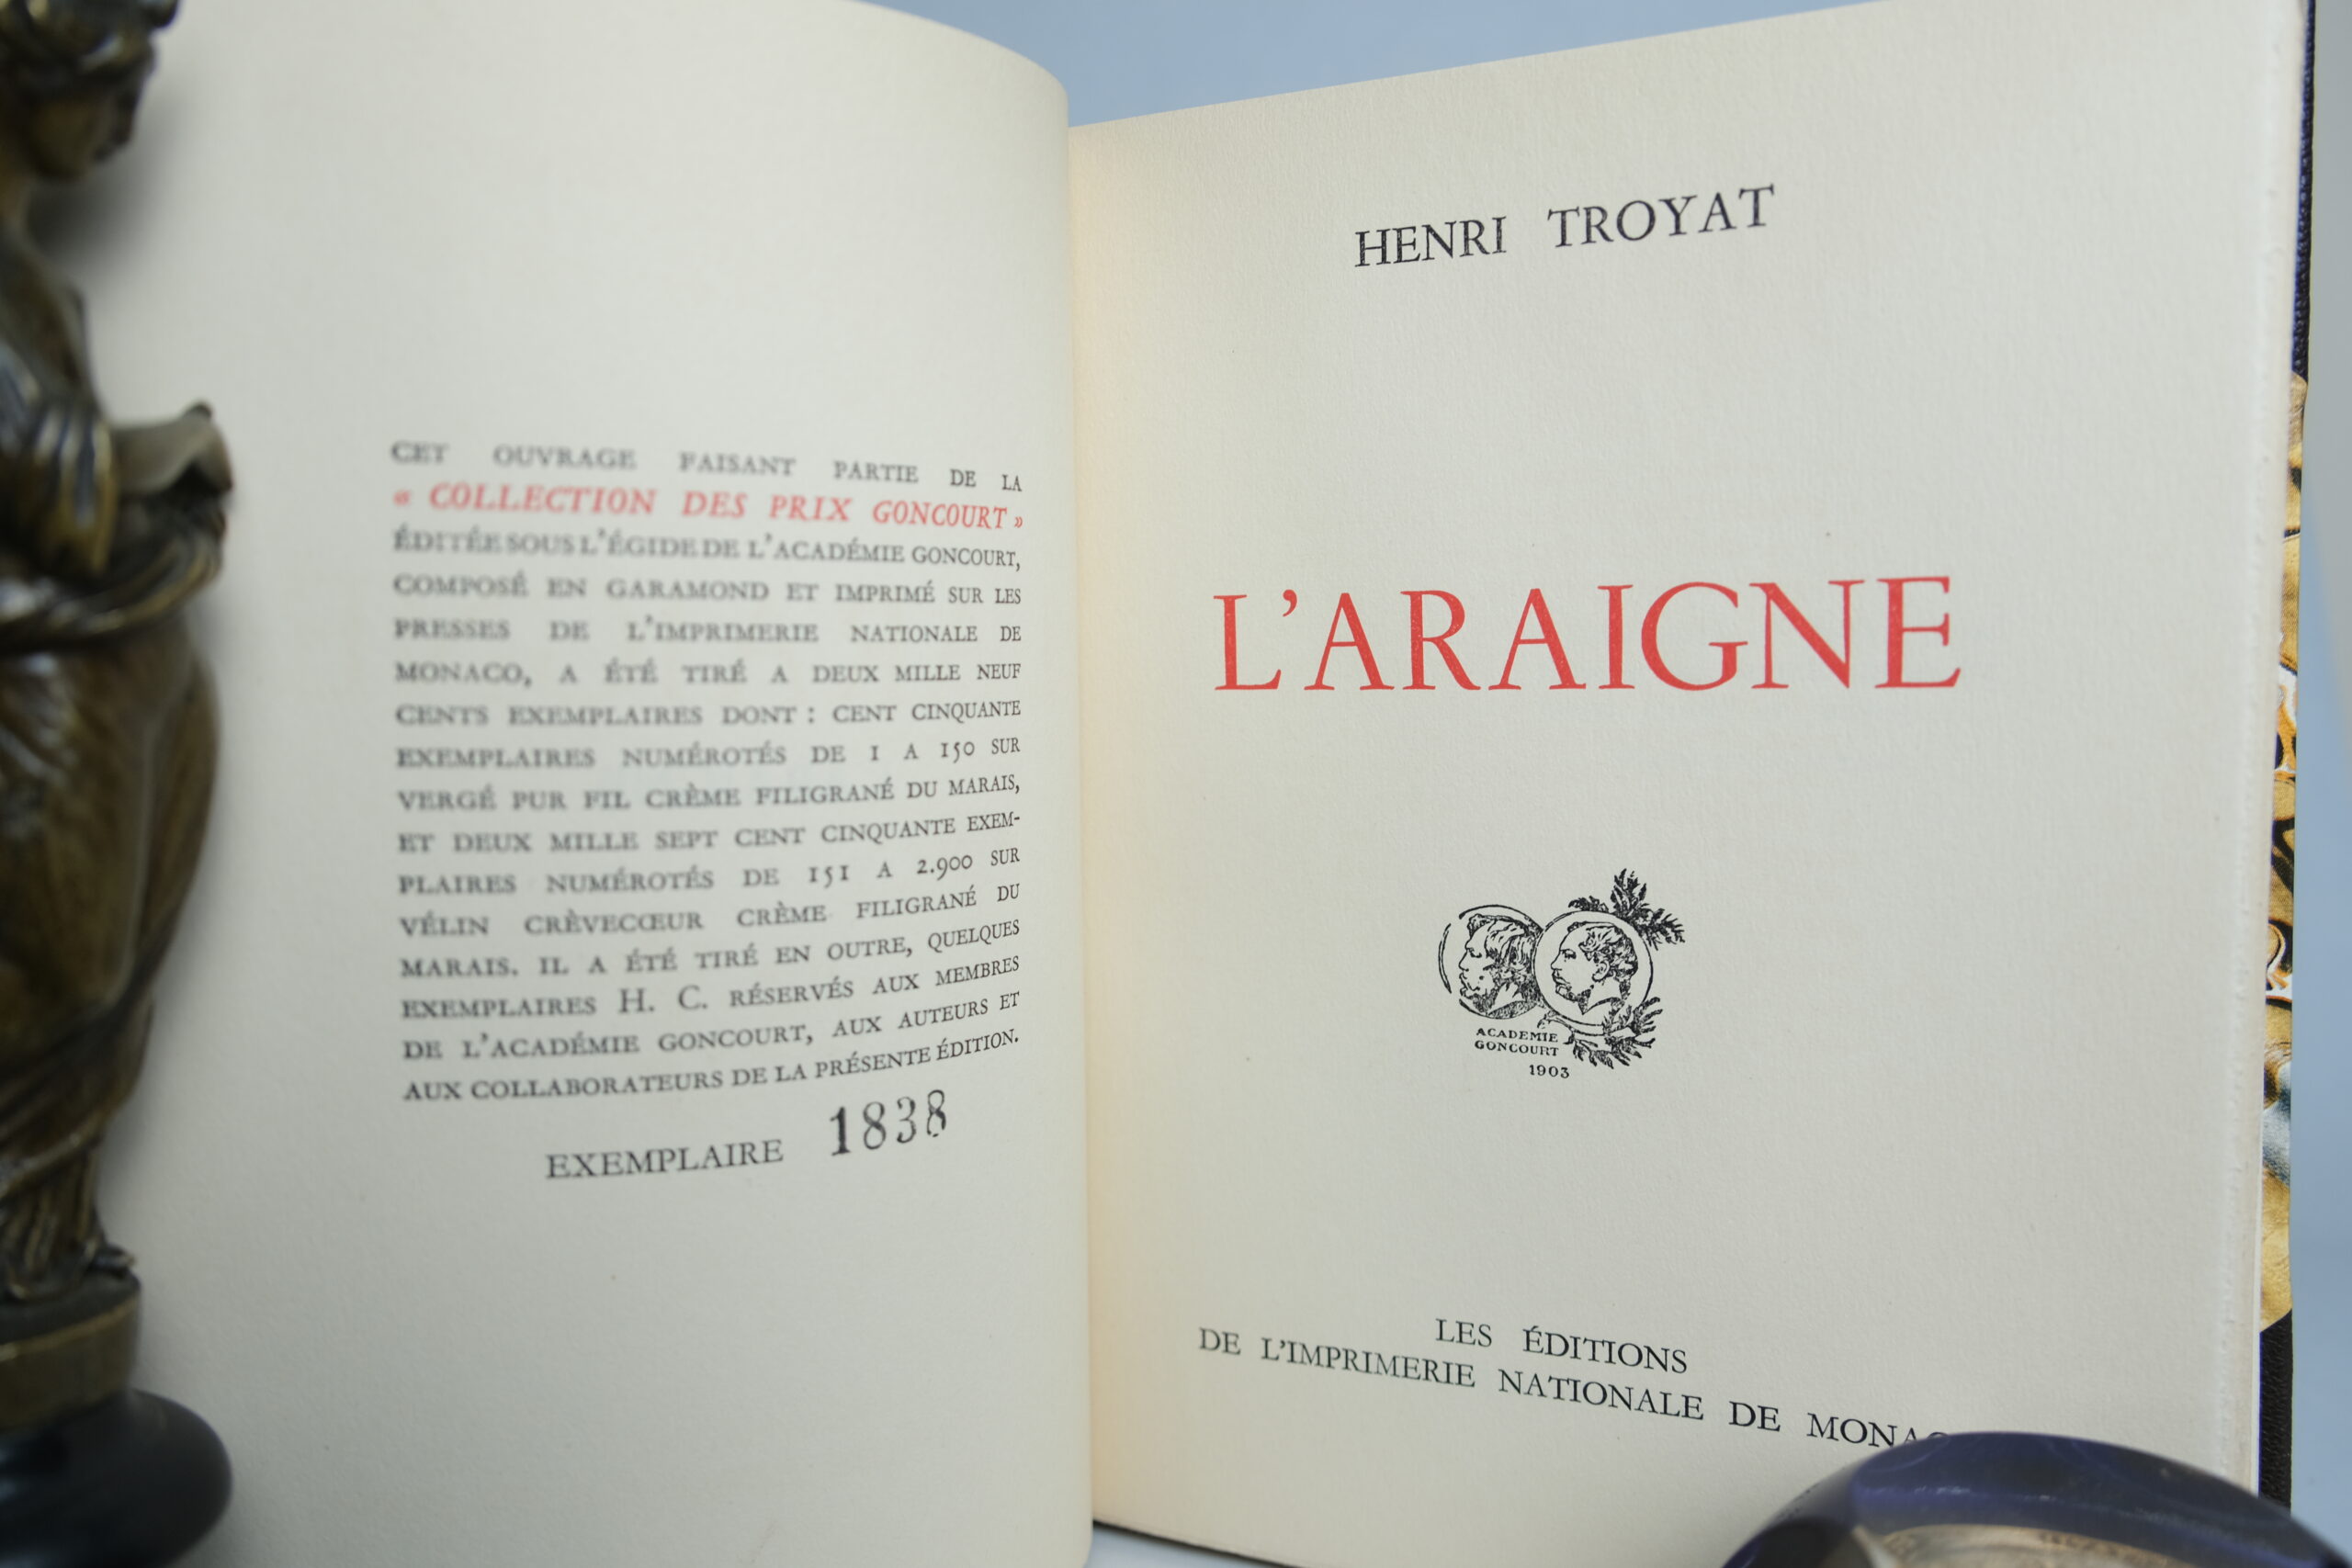 CET OUVRAGE FAISANT PARTIE DE LA
« COLLECTION DES PRIX GONCOURT »
ÉDITÉE SOUS L'ÉGIDE DE L'ACADÉMIE GONCOURT,
COMPOSÉ EN GARAMOND ET IMPRIMÉ SUR LES
PRESSES DE L'IMPRIMERIE NATIONALE DE
MONACO, A ÉTÉ TIRÉ A DEUX MILLE NEUF
CENTS EXEMPLAIRES DONT : CENT CINQUANTE
EXEMPLAIRES NUMÉROTÉS DE 1 A 150 SUR
VERGÉ PUR FIL CRÈME FILIGRANÉ DU MARAIS,
ET DEUX MILLE SEPT CENT CINQUANTE EXEM-
PLAIRES NUMÉROTÉS DE 151 A 2.900 SUR
VÉLIN CRÈVECŒUR CRÈME FILIGRANÉ DU
MARAIS. IL A ÉTÉ TIRÉ EN OUTRE, QUELQUES
EXEMPLAIRES H. C. RÉSERVÉS AUX MEMBRES
DE L'ACADÉMIE GONCOURT, AUX AUTEURS ET
AUX COLLABORATEURS DE LA PRÉSENTE ÉDITION.
EXEMPLAIRE 1838
HENRI TROYAT
L'ARAIGNE
ACADEMIE
GONCOURT
1903
LES ÉDITIONS
DE L'IMPRIMERIE NATIONALE DE